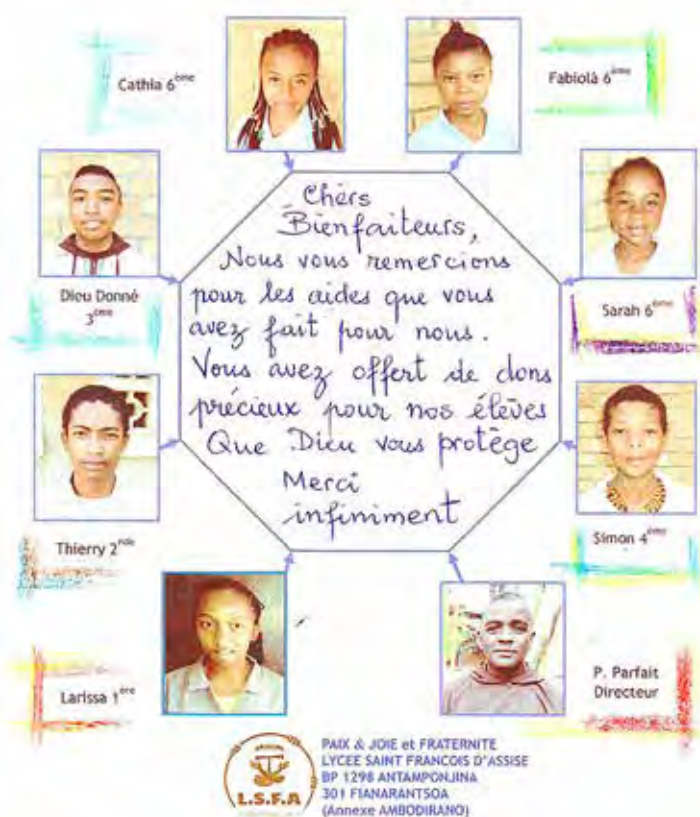 Cathia 6ème
Fabiola 6ème
Chers
Bienfaiteurs,
Nous vous remercions
pour les aides que vous
avez fait pour nous.
Vous avez offert de dons
précieux pour nos élèves
Que Dieu vous protège
Merci
infiniment
Dieu Donné
3ème
Sarah 6ème
Thierry 2nde
Simon 4ème
Larissa 1ère
P. Parfait
Directeur
L.S.F.A
PAIX & JOIE et FRATERNITE
LYCEE SAINT FRANCOIS D'ASSISE
BP 1298 ANTAMPONJINA
301 FIANARANTSOA
(Annexe AMBODIRANO)